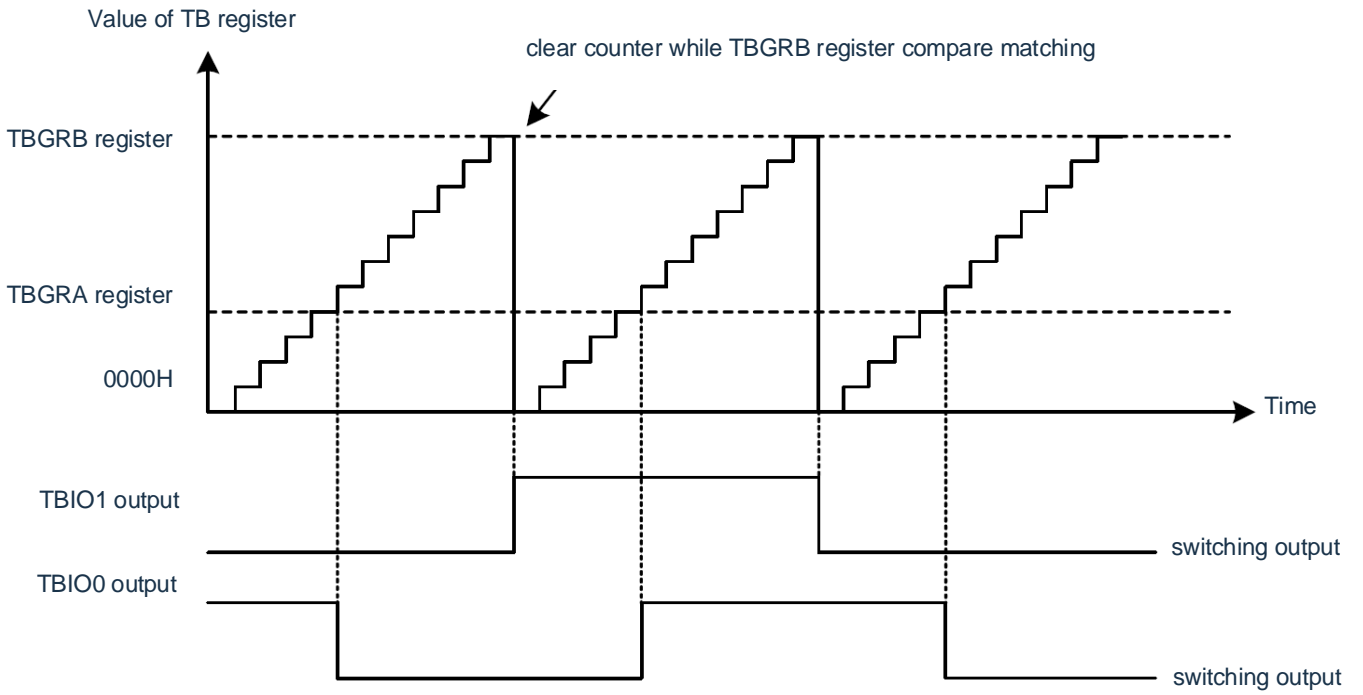 Value of TB register
clear counter while TBGRB register compare matching
TBGRB register
TBGRA register
0000H
Time
TBIO1 output
switching output
TBIO0 output
switching output